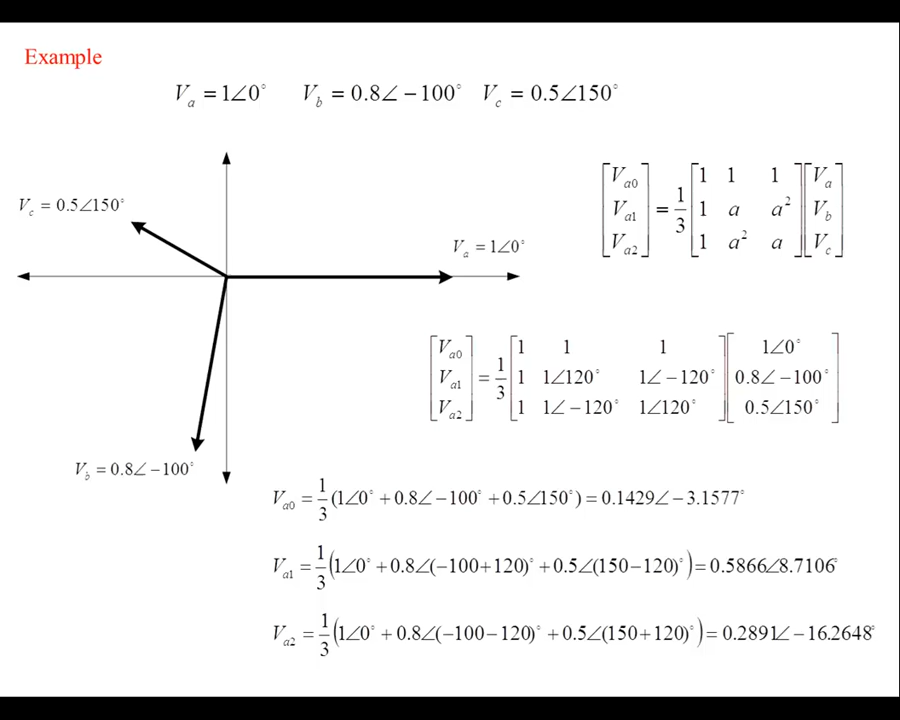 Example
V_a = 1∠0° V_b = 0.8∠−100° V_c = 0.5∠150°
V_c = 0.5∠150°
V_a = 1∠0°
V_b = 0.8∠−100°
[V_a0 V_a1 V_a2] = 1/3 [1 1 1; 1 a a²; 1 a² a] [V_a V_b V_c]
[V_a0 V_a1 V_a2] = 1/3 [1 1 1; 1 1∠120° 1∠−120°; 1 1∠−120° 1∠120°] [1∠0° 0.8∠−100° 0.5∠150°]
V_a0 = 1/3 (1∠0° + 0.8∠−100° + 0.5∠150°) = 0.1429∠−3.1577°
V_a1 = 1/3 (1∠0° + 0.8∠(−100+120)° + 0.5∠(150−120)°) = 0.5866∠8.7106°
V_a2 = 1/3 (1∠0° + 0.8∠(−100−120)° + 0.5∠(150+120)°) = 0.2891∠−16.2648°